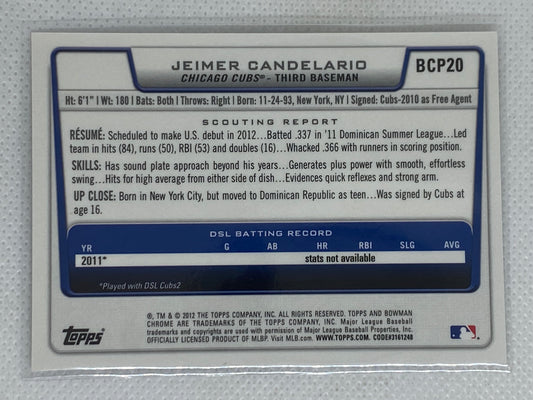 JEIMER CANDELARIO
BCP20
CHICAGO CUBS® - THIRD BASEMAN
Ht: 6'1" | Wt: 180 | Bats: Both | Throws: Right | Born: 11-24-93, New York, NY | Signed: Cubs-2010 as Free Agent
SCOUTING REPORT
RÉSUMÉ: Scheduled to make U.S. debut in 2012...Batted .337 in '11 Dominican Summer League...Led
team in hits (84), runs (50), RBI (53) and doubles (16)...Whacked .366 with runners in scoring position.
SKILLS: Has sound plate approach beyond his years...Generates plus power with smooth, effortless
swing...Hits for high average from either side of dish...Evidences quick reflexes and strong arm.
UP CLOSE: Born in New York City, but moved to Dominican Republic as teen...Was signed by Cubs at
age 16.
DSL BATTING RECORD
YR G AB HR RBI SLG AVG
2011* stats not available
*Played with DSL Cubs2
®, TM & © 2012 THE TOPPS COMPANY, INC. ALL RIGHTS RESERVED. TOPPS AND BOWMAN
CHROME ARE TRADEMARKS OF THE TOPPS COMPANY, INC. Major League Baseball
trademarks and copyrights are used with permission of Major League Baseball Properties, Inc.
OFFICIALLY LICENSED PRODUCT OF MLBP. Visit MLB.com. WWW.TOPPS.COM. CODE#3161248
TOPPS